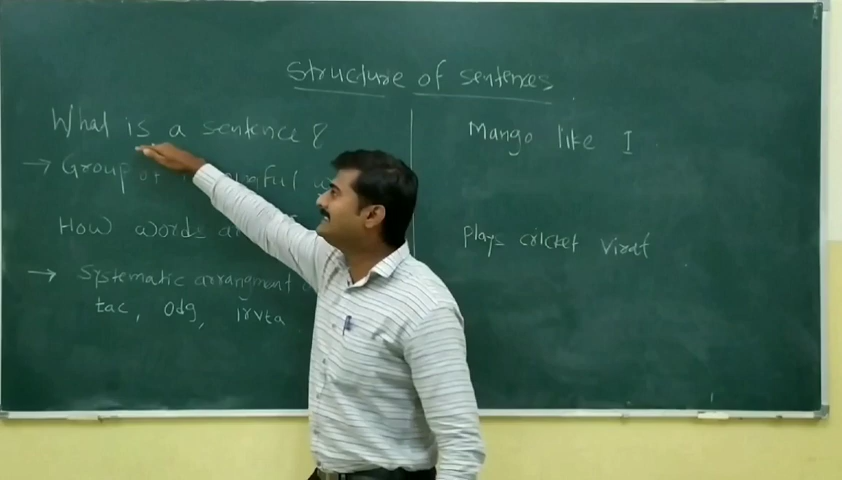 Structure of sentences
What is a sentence ?
→ Group of
How words
→ Systematic arrangment
tac, odg, irvta
Mango like I
plays cricket virat